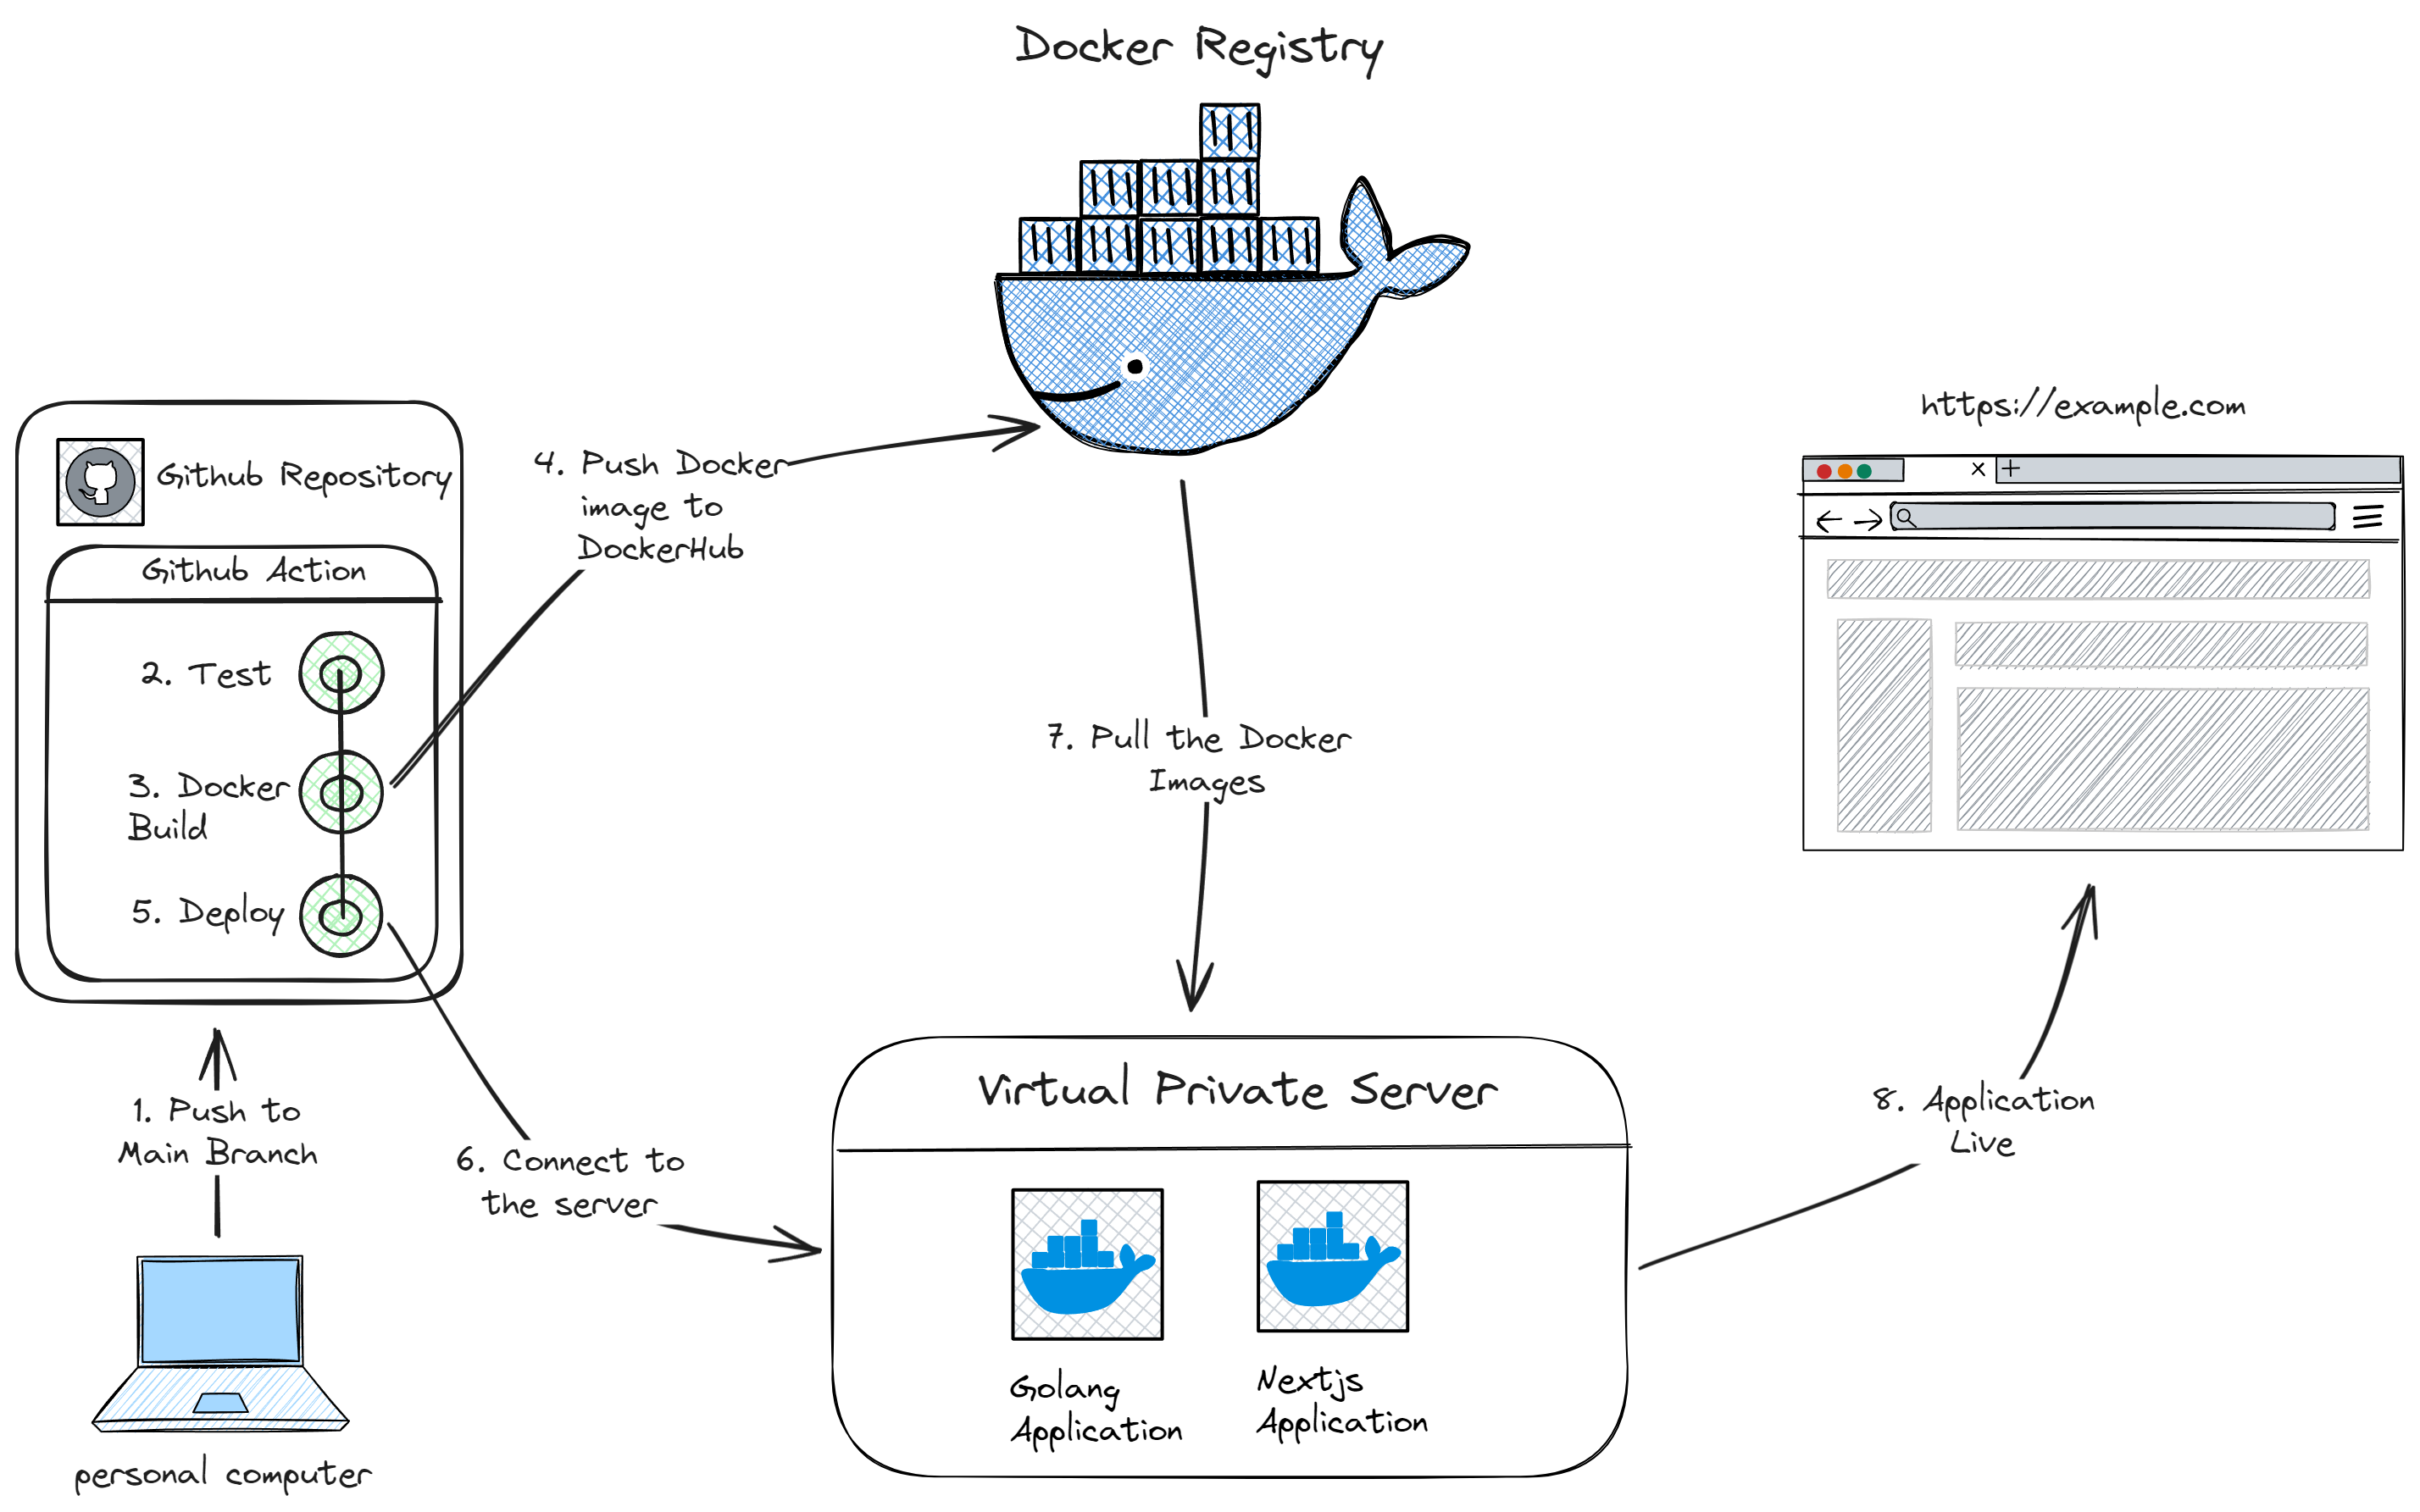 Docker Registry
https://example.com
Github Repository
4. Push Docker
image to
DockerHub
Github Action
2. Test
3. Docker
Build
5. Deploy
7. Pull the Docker
Images
1. Push to
Main Branch
6. Connect to
the server
Virtual Private Server
8. Application
Live
Golang
Application
Nextjs
Application
personal computer